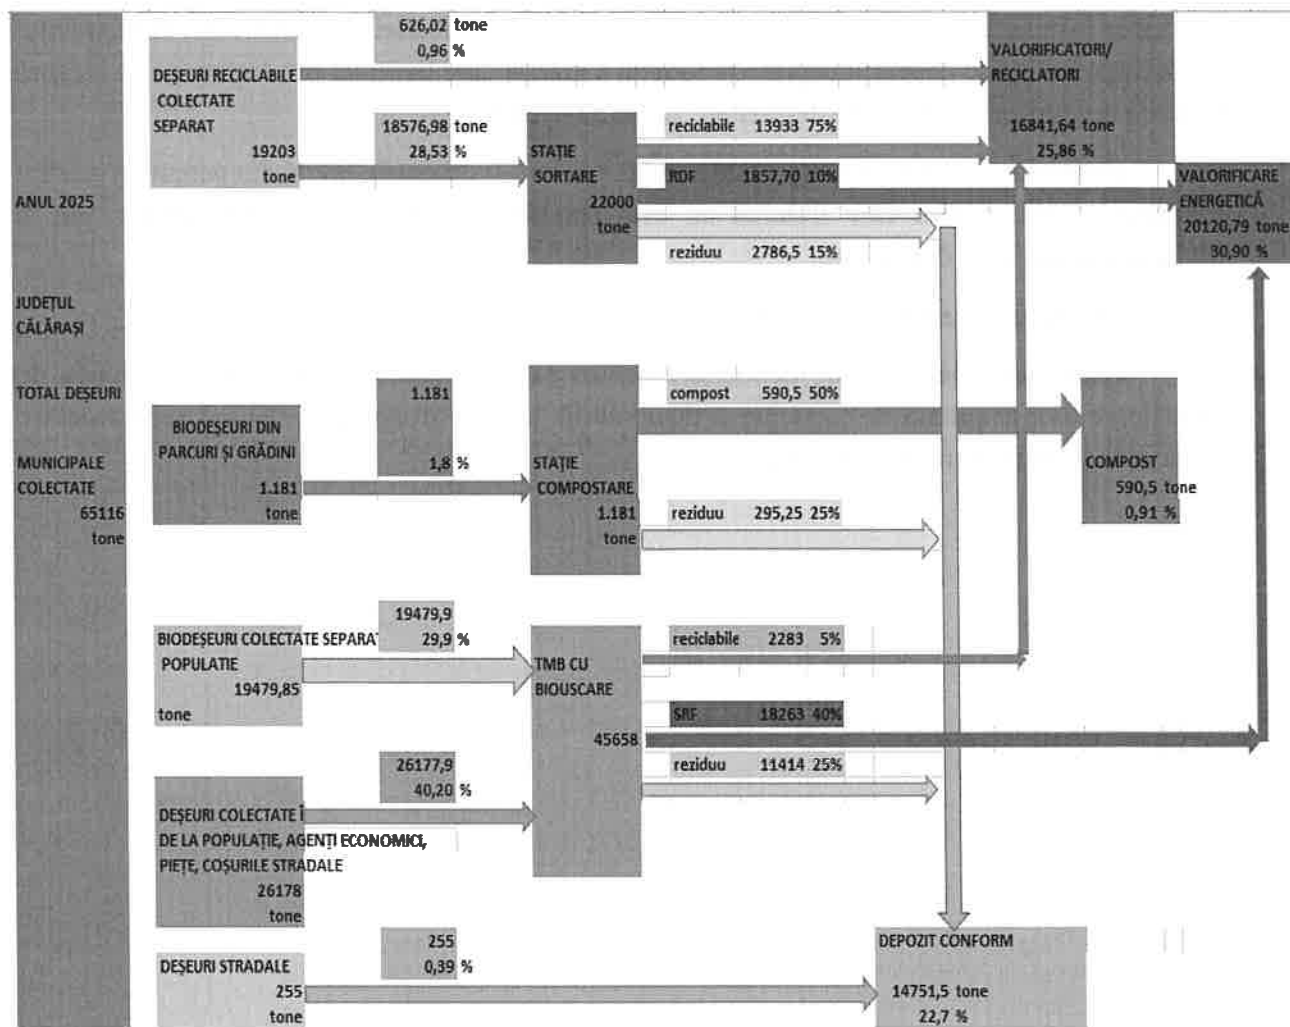 ANUL 2025
JUDEȚUL
CĂLĂRAȘI
TOTAL DEȘEURI
MUNICIPALE
COLECTATE
65116
tone
DEȘEURI RECICLABILE
COLECTATE
SEPARAT
19203
tone
626,02 tone
0,96 %
18576,98 tone
28,53 %
STAȚIE
SORTARE
22000
tone
reciclabile 13933 75%
RDF 1857,70 10%
reziduu 2786,5 15%
VALORIFICATORI/
RECICLATORI
16841,64 tone
25,86 %
VALORIFICARE
ENERGETICĂ
20120,79 tone
30,90 %
BIODEȘEURI DIN
PARCURI ȘI GRĂDINI
1.181
tone
1.181
1,8 %
STAȚIE
COMPOSTARE
1.181
tone
compost 590,5 50%
reziduu 295,25 25%
COMPOST
590,5 tone
0,91 %
BIODEȘEURI COLECTATE SEPARAT
POPULATIE
19479,85
tone
19479,9
29,9 %
TMB CU
BIOUSCARE
45658
reciclabile 2283 5%
SRF 18263 40%
reziduu 11414 25%
DEȘEURI COLECTATE Î
DE LA POPULAȚIE, AGENȚI ECONOMICI,
PIEȚE, COȘURILE STRADALE
26178
tone
26177,9
40,20 %
DEȘEURI STRADALE
255
tone
255
0,39 %
DEPOZIT CONFORM
14751,5 tone
22,7 %